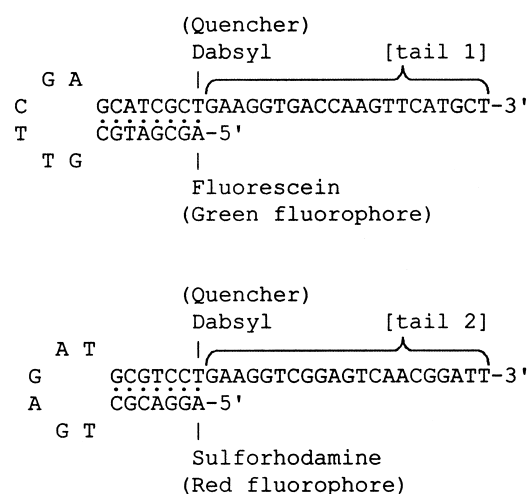 (Quencher)
Dabsyl [tail 1]
G A
C GCATCGCTGAAGGTGACCAAGTTCATGCT-3'
T CGTAGCGA-5'
T G
Fluorescein
(Green fluorophore)
(Quencher)
Dabsyl [tail 2]
A T
G GCGTCCTGAAGGTCGGAGTCAACGGATT-3'
A CGCAGGA-5'
G T
Sulforhodamine
(Red fluorophore)